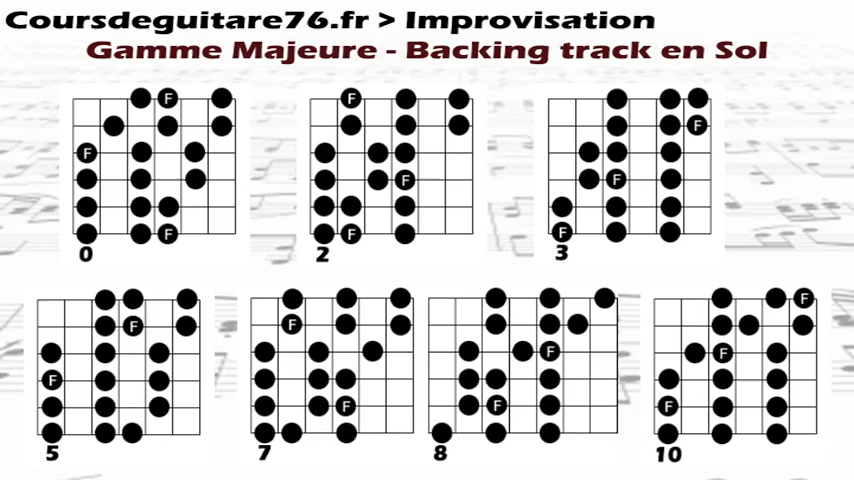 Coursdeguitare76.fr > Improvisation
Gamme Majeure - Backing track en Sol
F F F F F F F
F F F F F F F
F F
0 2 3
F
F F F F
F
F F F
5 7 8 10